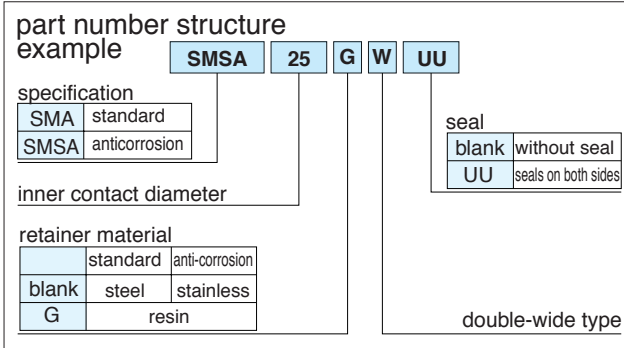 part number structure
example
SMSA 25 G W UU
specification
SMA standard
SMSA anticorrosion
seal
blank without seal
UU seals on both sides
inner contact diameter
retainer material
standard anti-corrosion
blank steel stainless
G resin
double-wide type